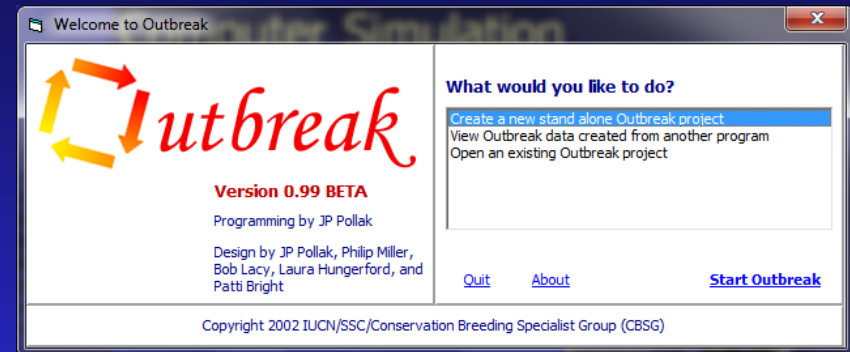 Computer Simulation
Welcome to Outbreak
Outbreak
Version 0.99 BETA
Programming by JP Pollak
Design by JP Pollak, Philip Miller,
Bob Lacy, Laura Hungerford, and
Patti Bright
What would you like to do?
Create a new stand alone Outbreak project
View Outbreak data created from another program
Open an existing Outbreak project
Quit About Start Outbreak
Copyright 2002 IUCN/SSC/Conservation Breeding Specialist Group (CBSG)